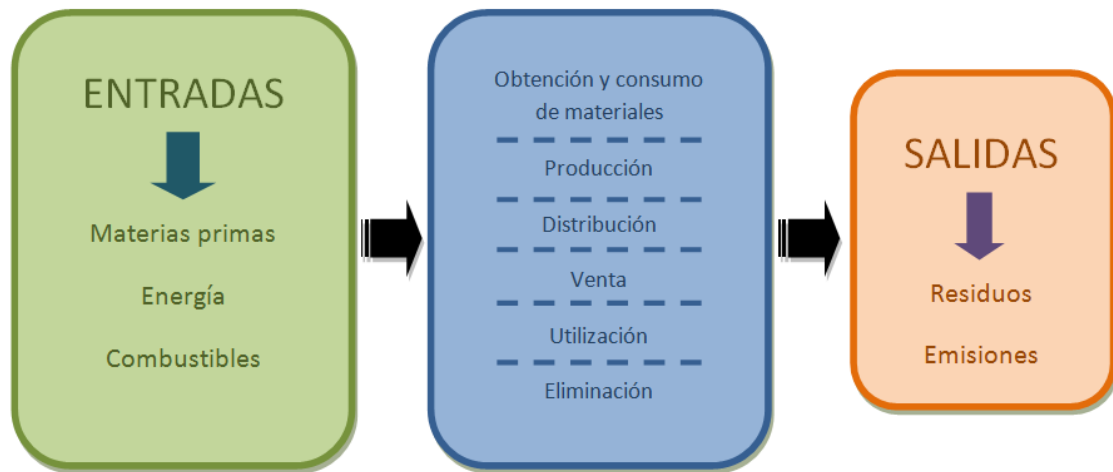 ENTRADAS
Materias primas
Energía
Combustibles
Obtención y consumo
de materiales
Producción
Distribución
Venta
Utilización
Eliminación
SALIDAS
Residuos
Emisiones